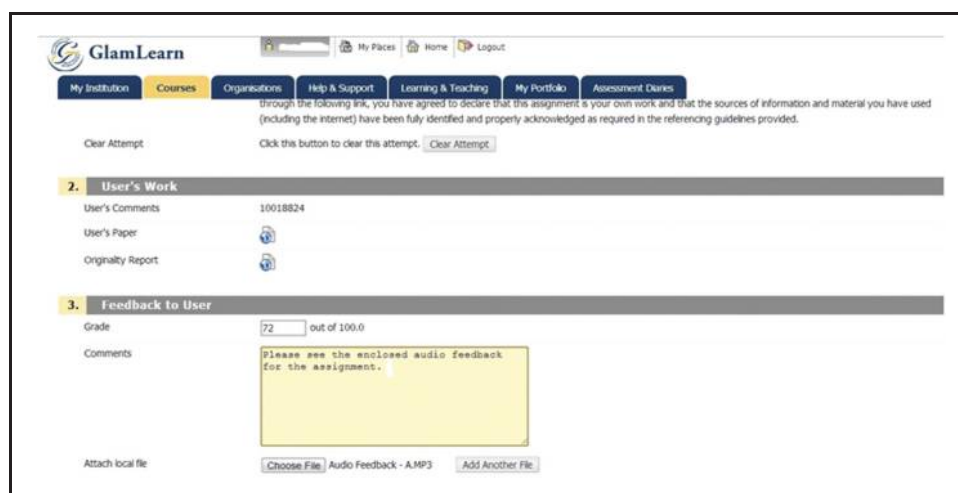 GlamLearn
My Places Home Logout
My Institution Courses Organisations Help & Support Learning & Teaching My Portfolio Assessment Diaries
through the following link, you have agreed to declare that this assignment is your own work and that the sources of information and material you have used
(including the internet) have been fully identified and properly acknowledged as required in the referencing guidelines provided.
Clear Attempt Click this button to clear this attempt. Clear Attempt
2. User's Work
User's Comments 10018824
User's Paper
Originality Report
3. Feedback to User
Grade 72 out of 100.0
Comments Please see the enclosed audio feedback
for the assignment.
Attach local file Choose File Audio Feedback - A.MP3 Add Another File